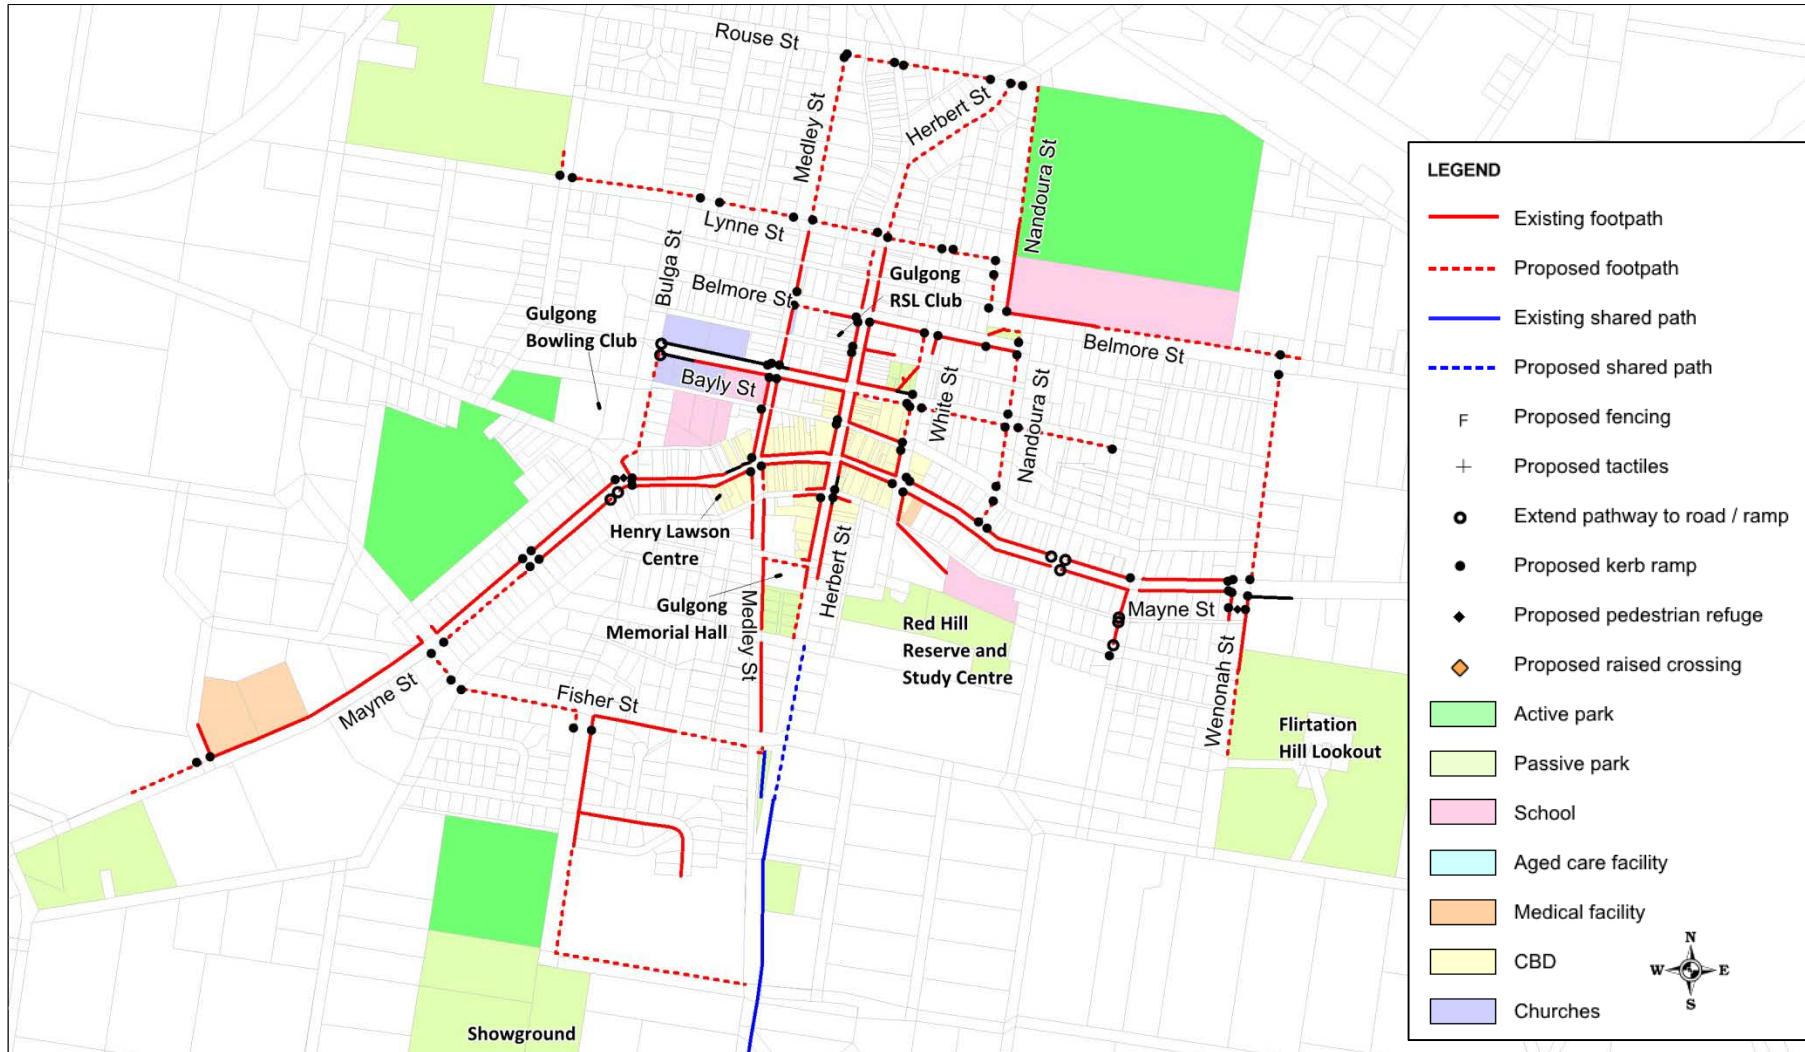 Rouse St
Medley St
Herbert St
Nandoura St
Lynne St
Bulga St
Belmore St
Gulgong
RSL Club
Gulgong
Bowling Club
Belmore St
Bayly St
White St
Nandoura St
Henry Lawson
Centre
Herbert St
Gulgong
Memorial Hall
Medley St
Red Hill
Reserve and
Study Centre
Mayne St
Wenonah St
Flirtation
Hill Lookout
Mayne St
Fisher St
Showground
LEGEND
Existing footpath
Proposed footpath
Existing shared path
Proposed shared path
F Proposed fencing
Proposed tactiles
Extend pathway to road / ramp
Proposed kerb ramp
Proposed pedestrian refuge
Proposed raised crossing
Active park
Passive park
School
Aged care facility
Medical facility
CBD
Churches
N
W E
S